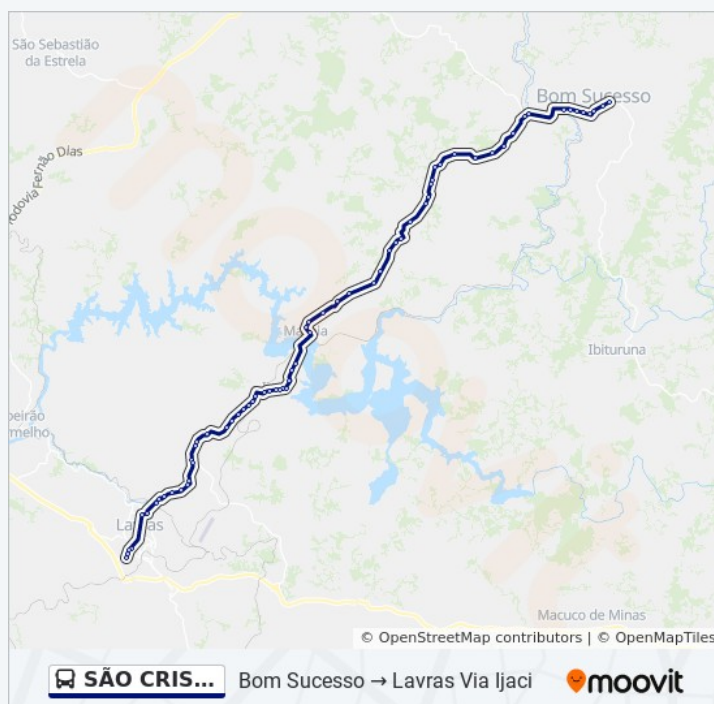 São Sebastião
da Estrela
Bom Sucesso
Fernão Dias
Ibituruna
Lavras
Macuco de Minas
© OpenStreetMap contributors | © OpenMapTiles
SÃO CRIS...
Bom Sucesso → Lavras Via Ijaci
moovit